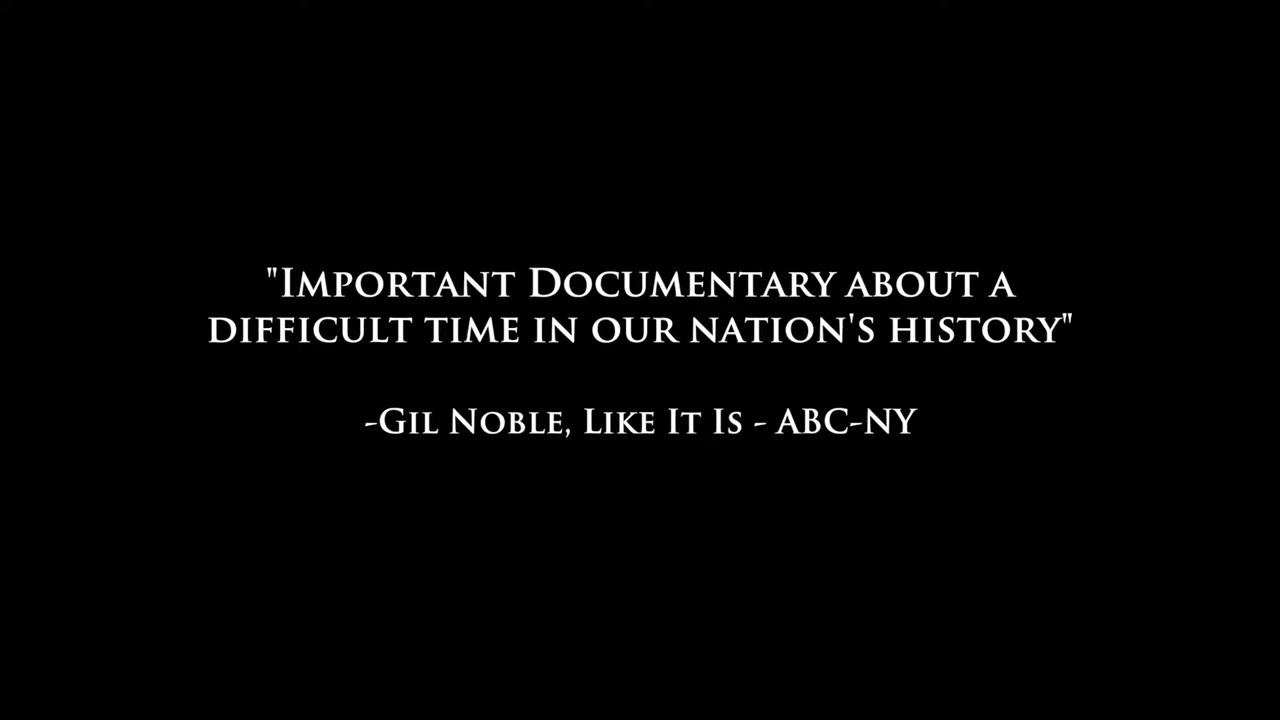 "Important Documentary about a
difficult time in our nation's history"
-Gil Noble, Like It Is - ABC-NY